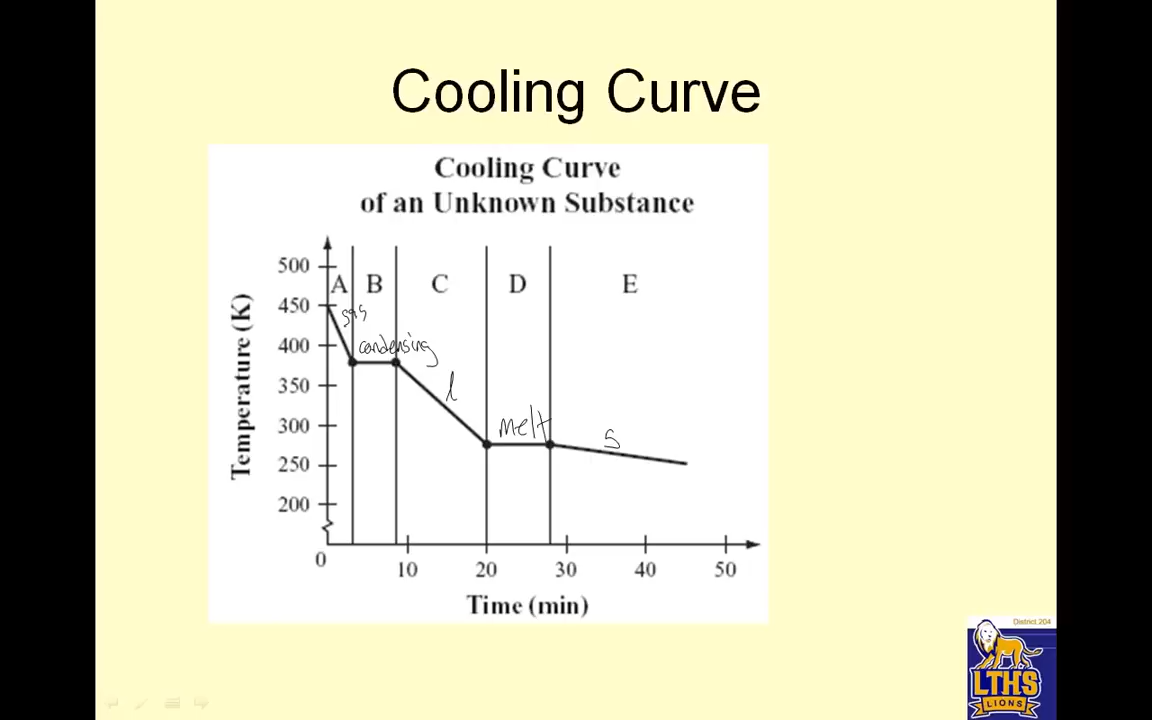 Cooling Curve
Cooling Curve
of an Unknown Substance
500
A B C D E
450
gas
400
condensing
350
l
300
melt
s
250
200
Temperature (K)
0 10 20 30 40 50
Time (min)
District 204
LTHS
LIONS